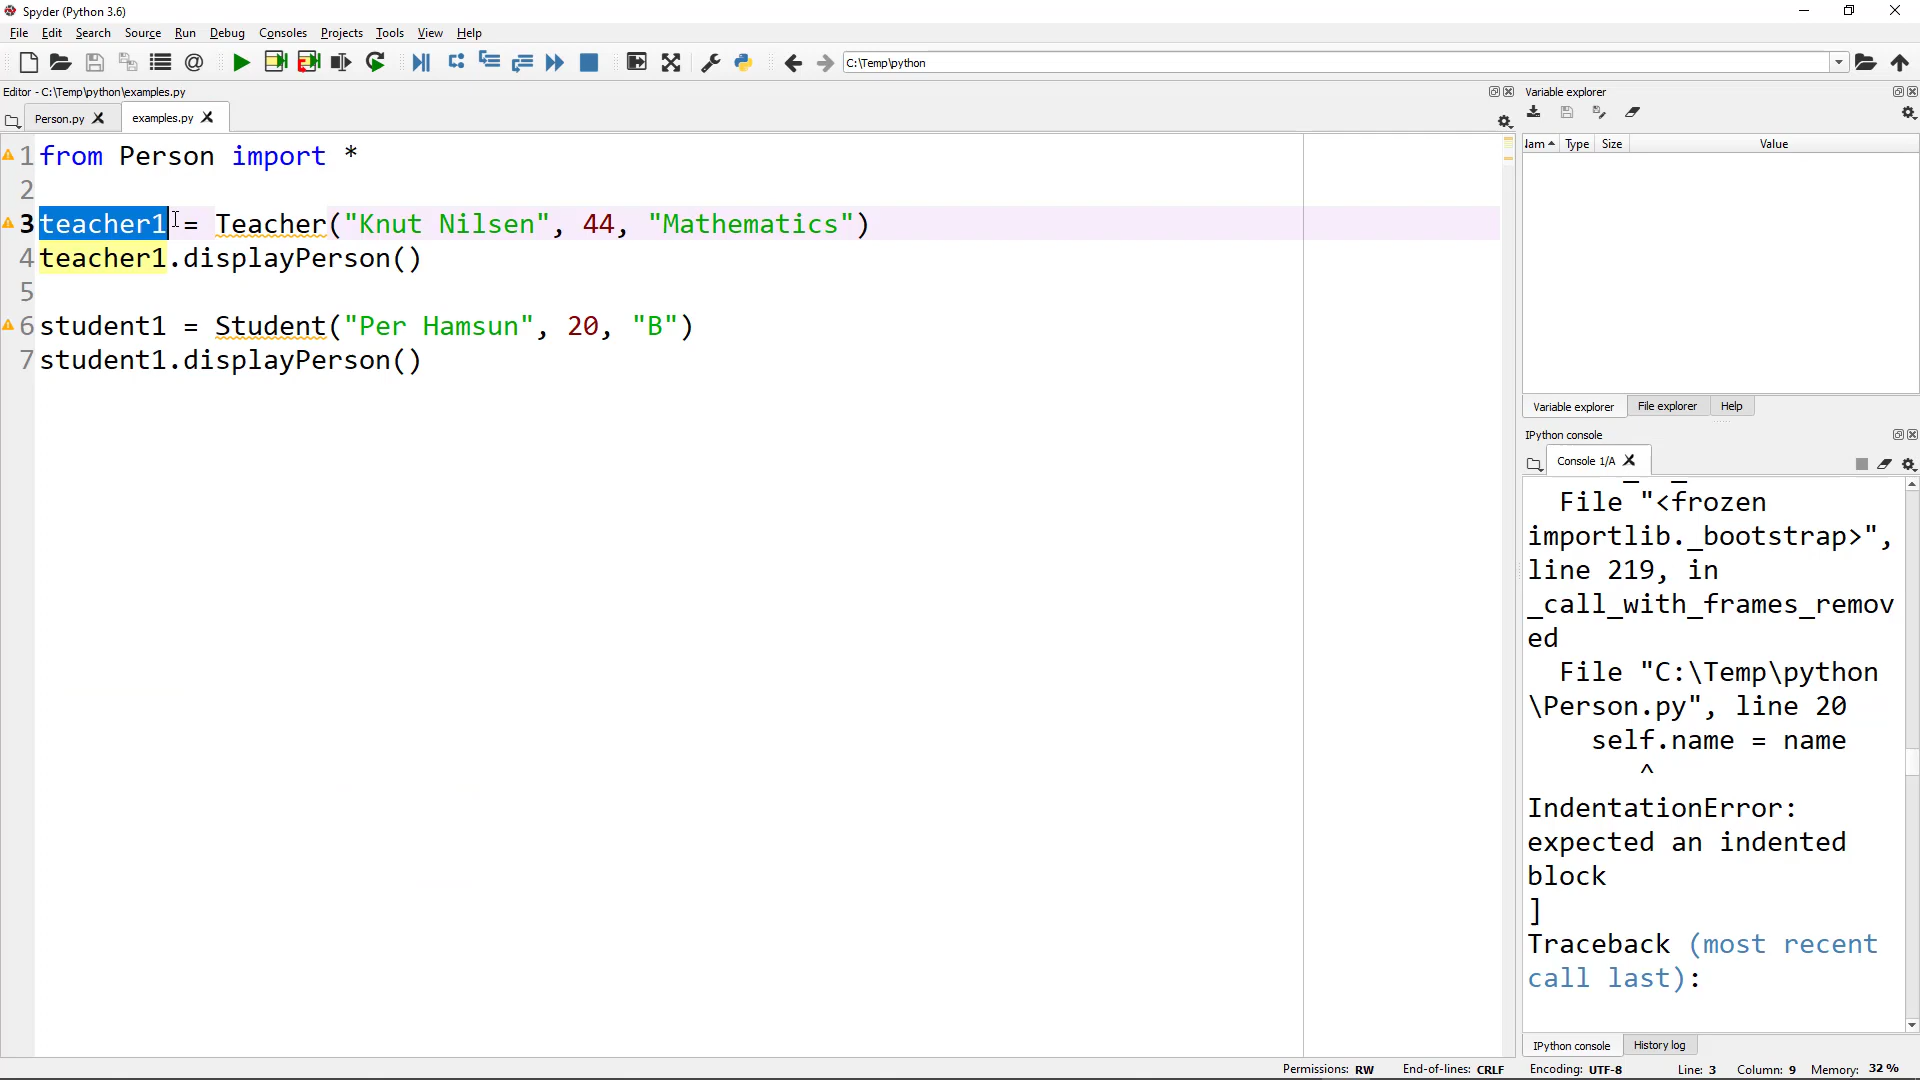 Spyder (Python 3.6)
File Edit Search Source Run Debug Consoles Projects Tools View Help
C:\Temp\python
Editor - C:\Temp\python\examples.py
Person.py examples.py
1 from Person import *
2
3 teacher1 = Teacher("Knut Nilsen", 44, "Mathematics")
4 teacher1.displayPerson()
5
6 student1 = Student("Per Hamsun", 20, "B")
7 student1.displayPerson()
Variable explorer
Type Size Value
Variable explorer File explorer Help
IPython console
Console 1/A
File "<frozen
importlib._bootstrap>",
line 219, in
_call_with_frames_remov
ed
File "C:\Temp\python
\Person.py", line 20
self.name = name
^
IndentationError:
expected an indented
block
]
Traceback (most recent
call last):
IPython console History log
Permissions: RW End-of-lines: CRLF Encoding: UTF-8 Line: 3 Column: 9 Memory: 32 %